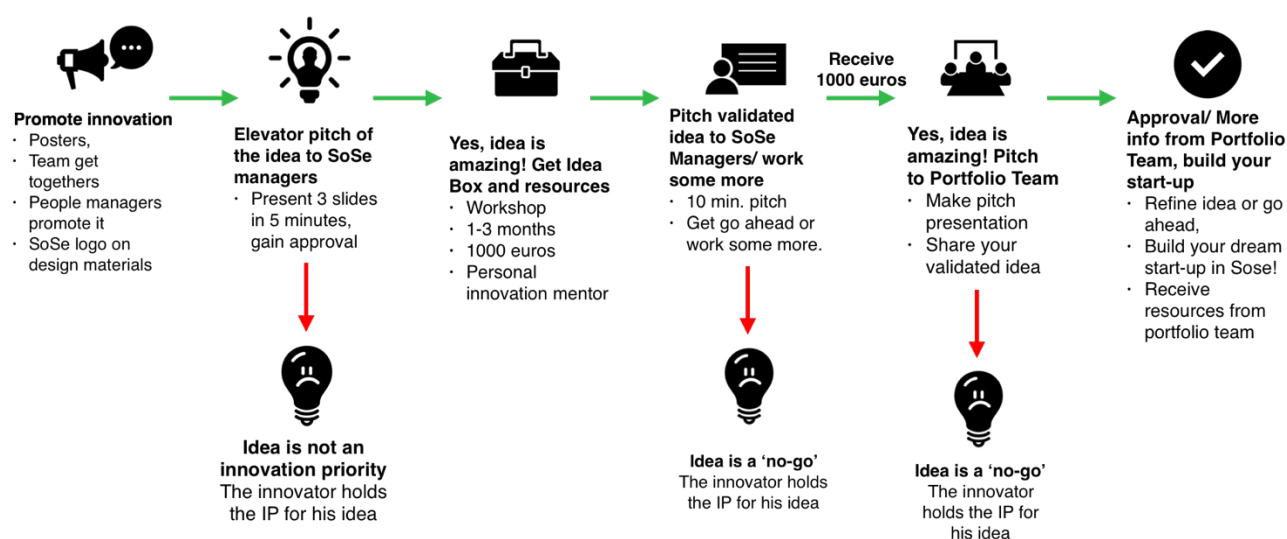 Promote innovation
· Posters,
· Team get
togethers
· People managers
promote it
· SoSe logo on
design materials
Elevator pitch of
the idea to SoSe
managers
· Present 3 slides
in 5 minutes,
gain approval
Idea is not an
innovation priority
The innovator holds
the IP for his idea
Yes, idea is
amazing! Get Idea
Box and resources
· Workshop
· 1-3 months
· 1000 euros
· Personal
innovation mentor
Pitch validated
idea to SoSe
Managers/ work
some more
· 10 min. pitch
· Get go ahead or
work some more.
Idea is a ‘no-go’
The innovator holds
the IP for his idea
Receive
1000 euros
Yes, idea is
amazing! Pitch
to Portfolio Team
· Make pitch
presentation
· Share your
validated idea
Idea is a ‘no-go’
The innovator
holds the IP for
his idea
Approval/ More
info from Portfolio
Team, build your
start-up
· Refine idea or go
ahead,
· Build your dream
start-up in Sose!
· Receive
resources from
portfolio team